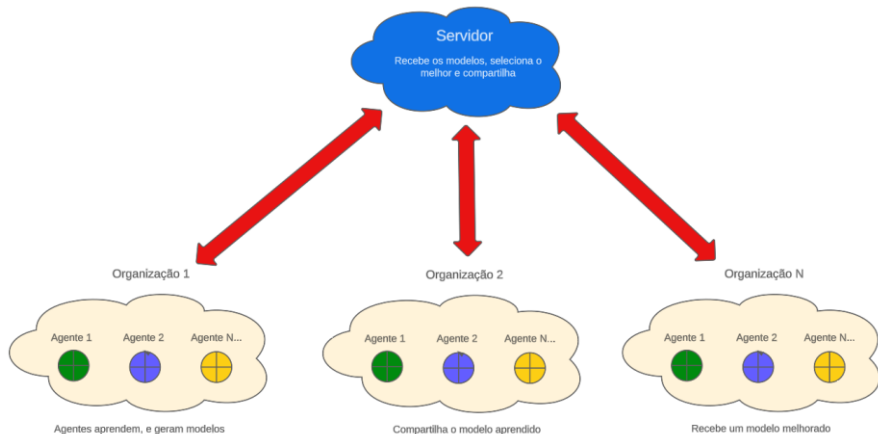 Servidor
Recebe os modelos, seleciona o
melhor e compartilha
Organização 1
Organização 2
Organização N
Agente 1
Agente 2
Agente N...
Agente 1
Agente 2
Agente N...
Agente 1
Agente 2
Agente N...
Agentes aprendem, e geram modelos
Compartilha o modelo aprendido
Recebe um modelo melhorado